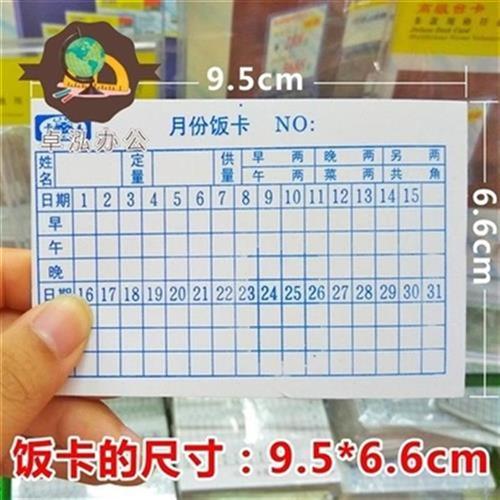 高级台卡
9.5cm
卓泓办公
月份饭卡 NO:
姓名 定量 供量 早 两 晚 两 另 两
午 两 菜 两 共 角
日期 1 2 3 4 5 6 7 8 9 10 11 12 13 14 15
早
午
晚
日期 16 17 18 19 20 21 22 23 24 25 26 27 28 29 30 31
6.6cm
饭卡的尺寸：9.5*6.6cm